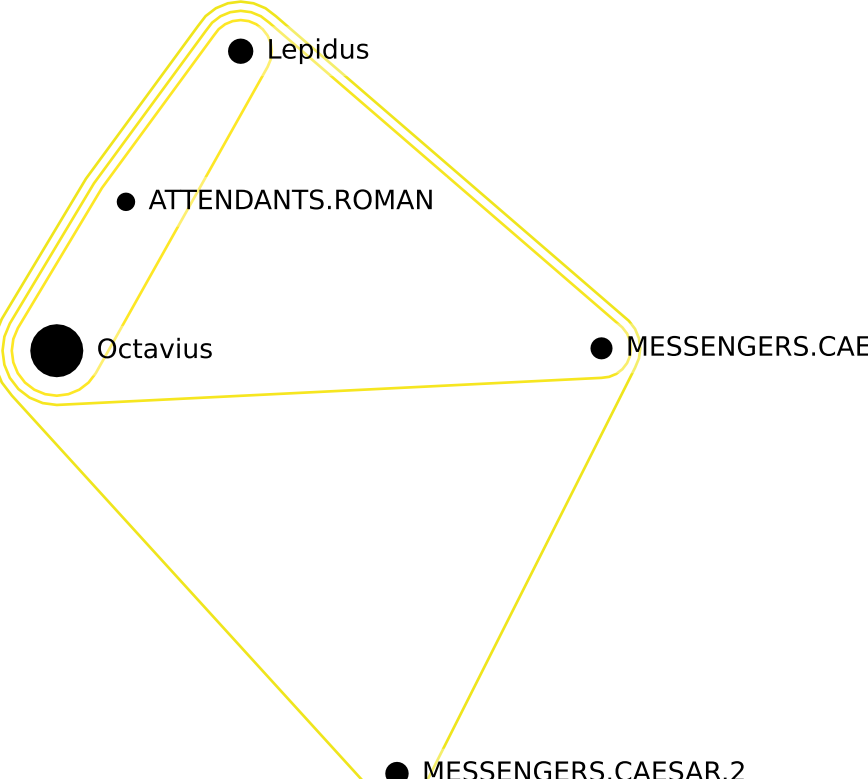 Lepidus
ATTENDANTS.ROMAN
MESSENGERS.CAE
Octavius
MESSENGERS.CAESAR.2